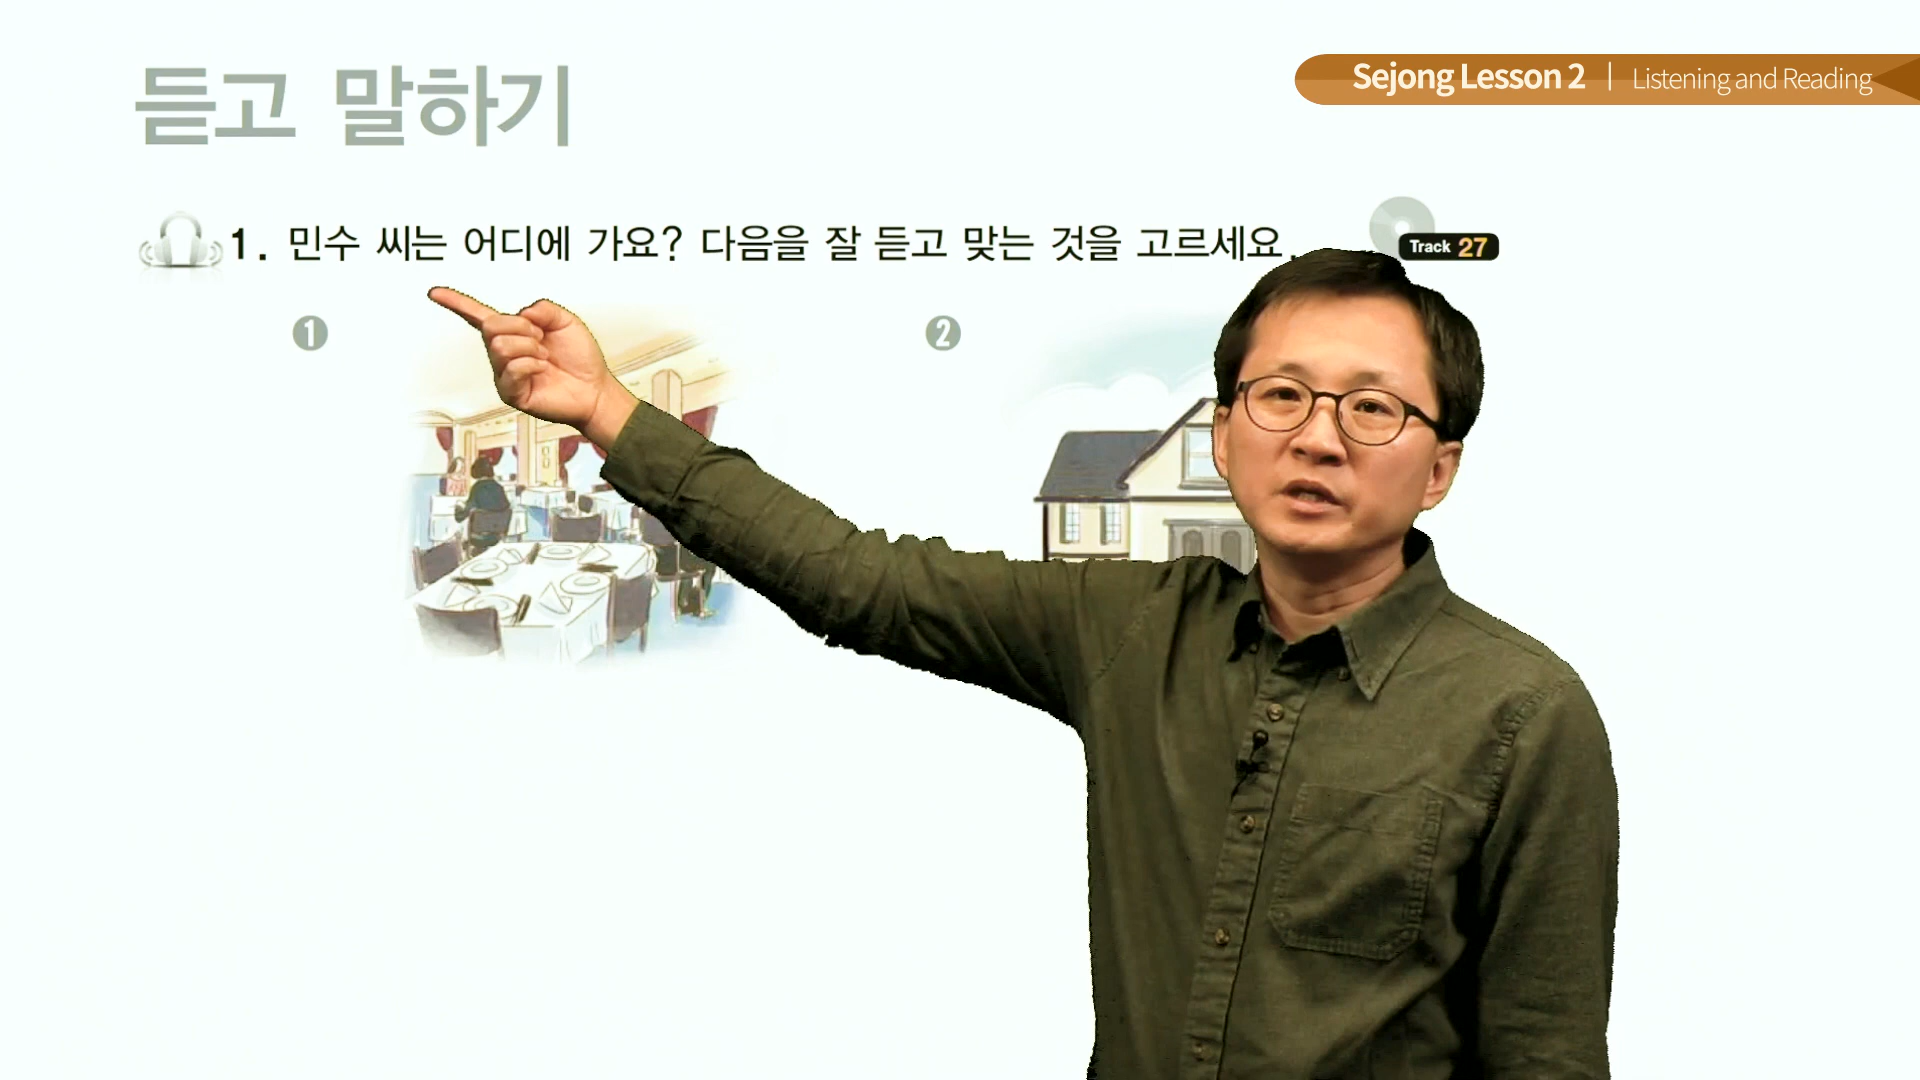 듣고 말하기
Sejong Lesson 2 | Listening and Reading
1. 민수 씨는 어디에 가요? 다음을 잘 듣고 맞는 것을 고르세요.
Track 27
1
2